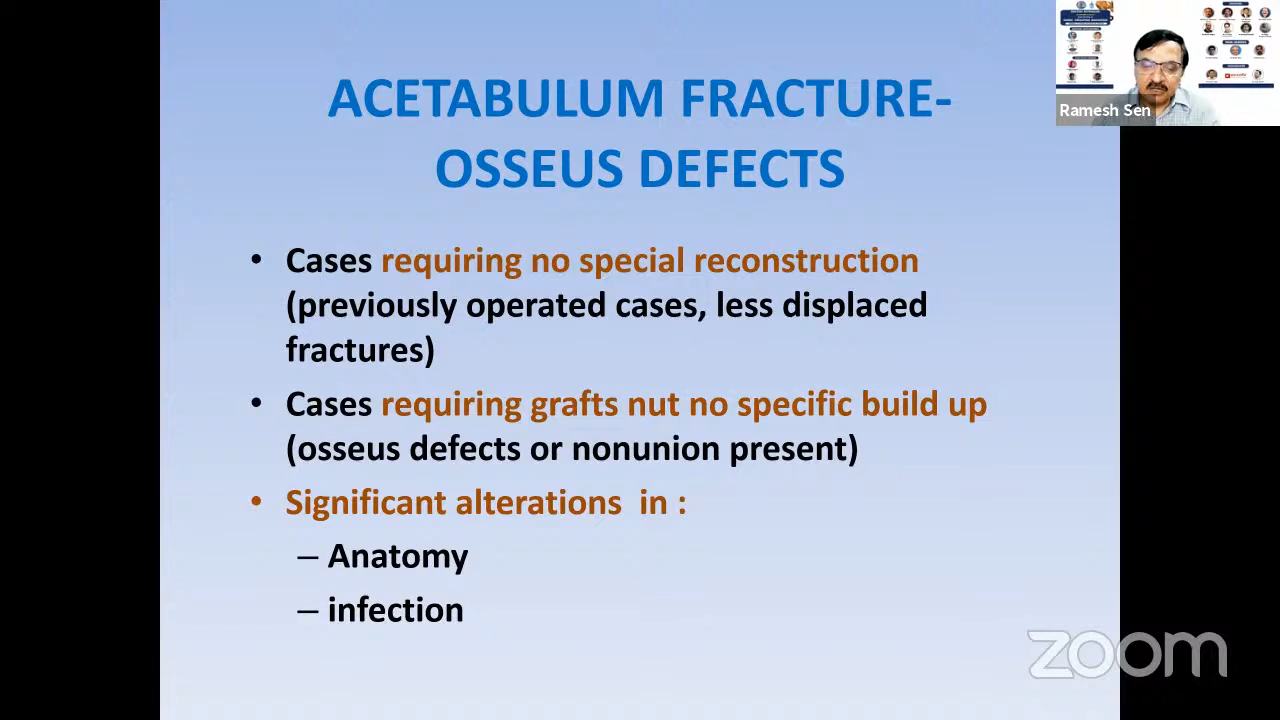 ACETABULUM FRACTURE-
OSSEUS DEFECTS
• Cases requiring no special reconstruction
(previously operated cases, less displaced
fractures)
• Cases requiring grafts nut no specific build up
(osseus defects or nonunion present)
• Significant alterations in :
– Anatomy
– infection
Ramesh Sen
zoom